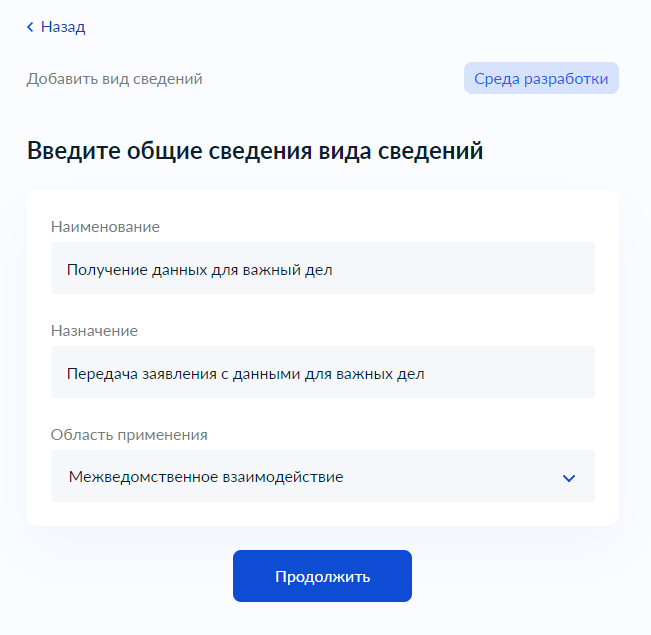 Назад
Добавить вид сведений
Среда разработки
Введите общие сведения вида сведений
Наименование
Получение данных для важный дел
Назначение
Передача заявления с данными для важных дел
Область применения
Межведомственное взаимодействие
Продолжить